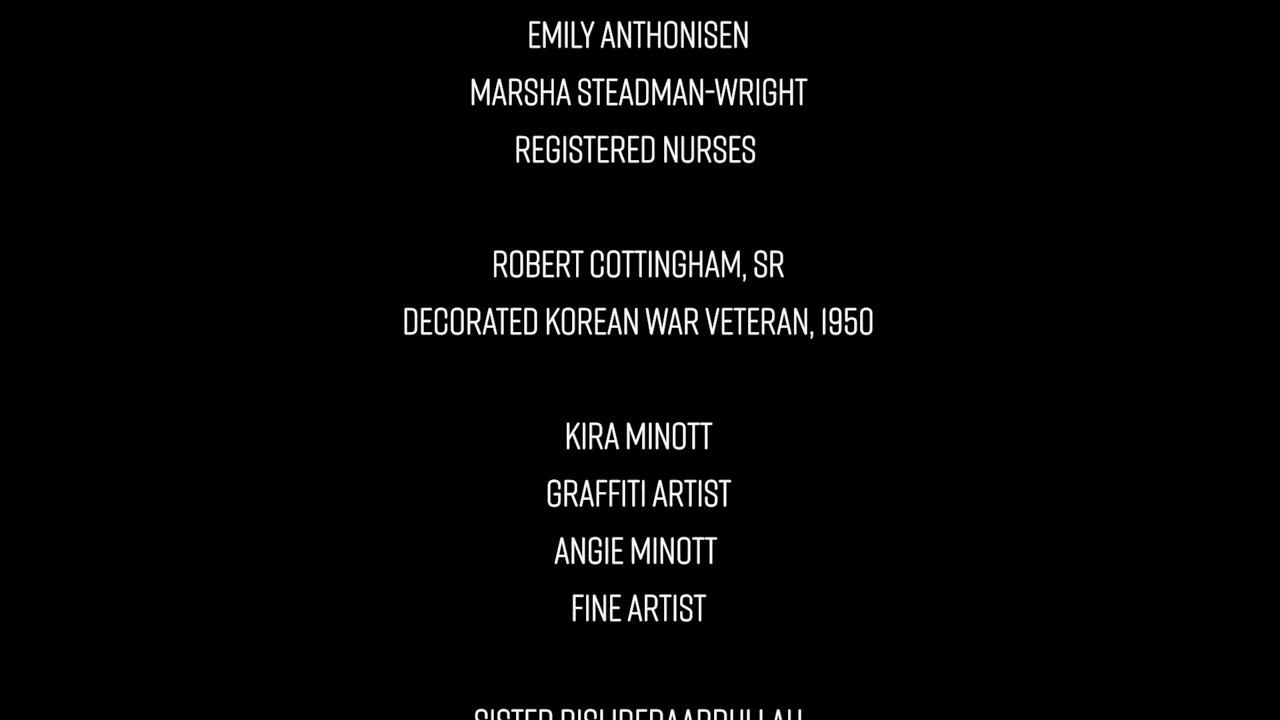 EMILY ANTHONISEN
MARSHA STEADMAN-WRIGHT
REGISTERED NURSES
ROBERT COTTINGHAM, SR
DECORATED KOREAN WAR VETERAN, 1950
KIRA MINOTT
GRAFFITI ARTIST
ANGIE MINOTT
FINE ARTIST
SISTER